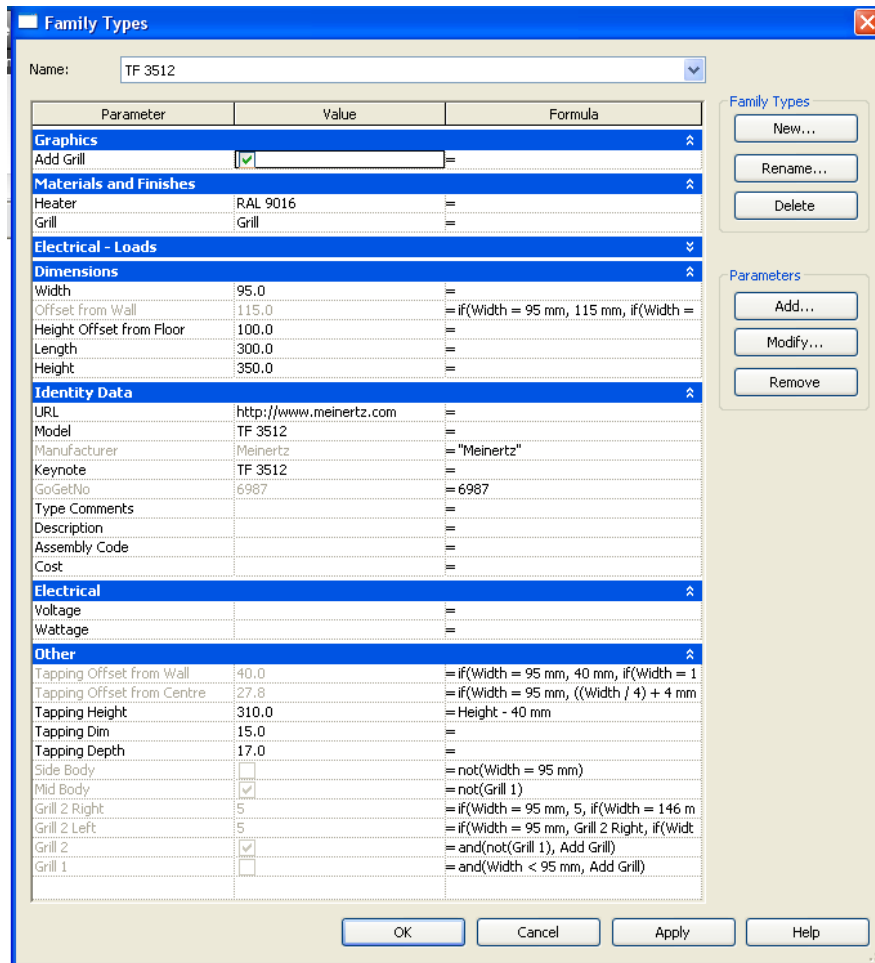 Family Types
Name: TF 3512
Parameter Value Formula
Graphics
Add Grill =
Materials and Finishes
Heater RAL 9016 =
Grill Grill =
Electrical - Loads
Dimensions
Width 95.0 =
Offset from Wall 115.0 = if(Width = 95 mm, 115 mm, if(Width =
Height Offset from Floor 100.0 =
Length 300.0 =
Height 350.0 =
Identity Data
URL http://www.meinertz.com =
Model TF 3512 =
Manufacturer Meinertz = "Meinertz"
Keynote TF 3512 =
GoGetNo 6987 = 6987
Type Comments =
Description =
Assembly Code =
Cost =
Electrical
Voltage =
Wattage =
Other
Tapping Offset from Wall 40.0 = if(Width = 95 mm, 40 mm, if(Width = 1
Tapping Offset from Centre 27.8 = if(Width = 95 mm, ((Width / 4) + 4 mm
Tapping Height 310.0 = Height - 40 mm
Tapping Dim 15.0 =
Tapping Depth 17.0 =
Side Body = not(Width = 95 mm)
Mid Body = not(Grill 1)
Grill 2 Right 5 = if(Width = 95 mm, 5, if(Width = 146 m
Grill 2 Left 5 = if(Width = 95 mm, Grill 2 Right, if(Widt
Grill 2 = and(not(Grill 1), Add Grill)
Grill 1 = and(Width < 95 mm, Add Grill)
Family Types
New...
Rename...
Delete
Parameters
Add...
Modify...
Remove
OK Cancel Apply Help